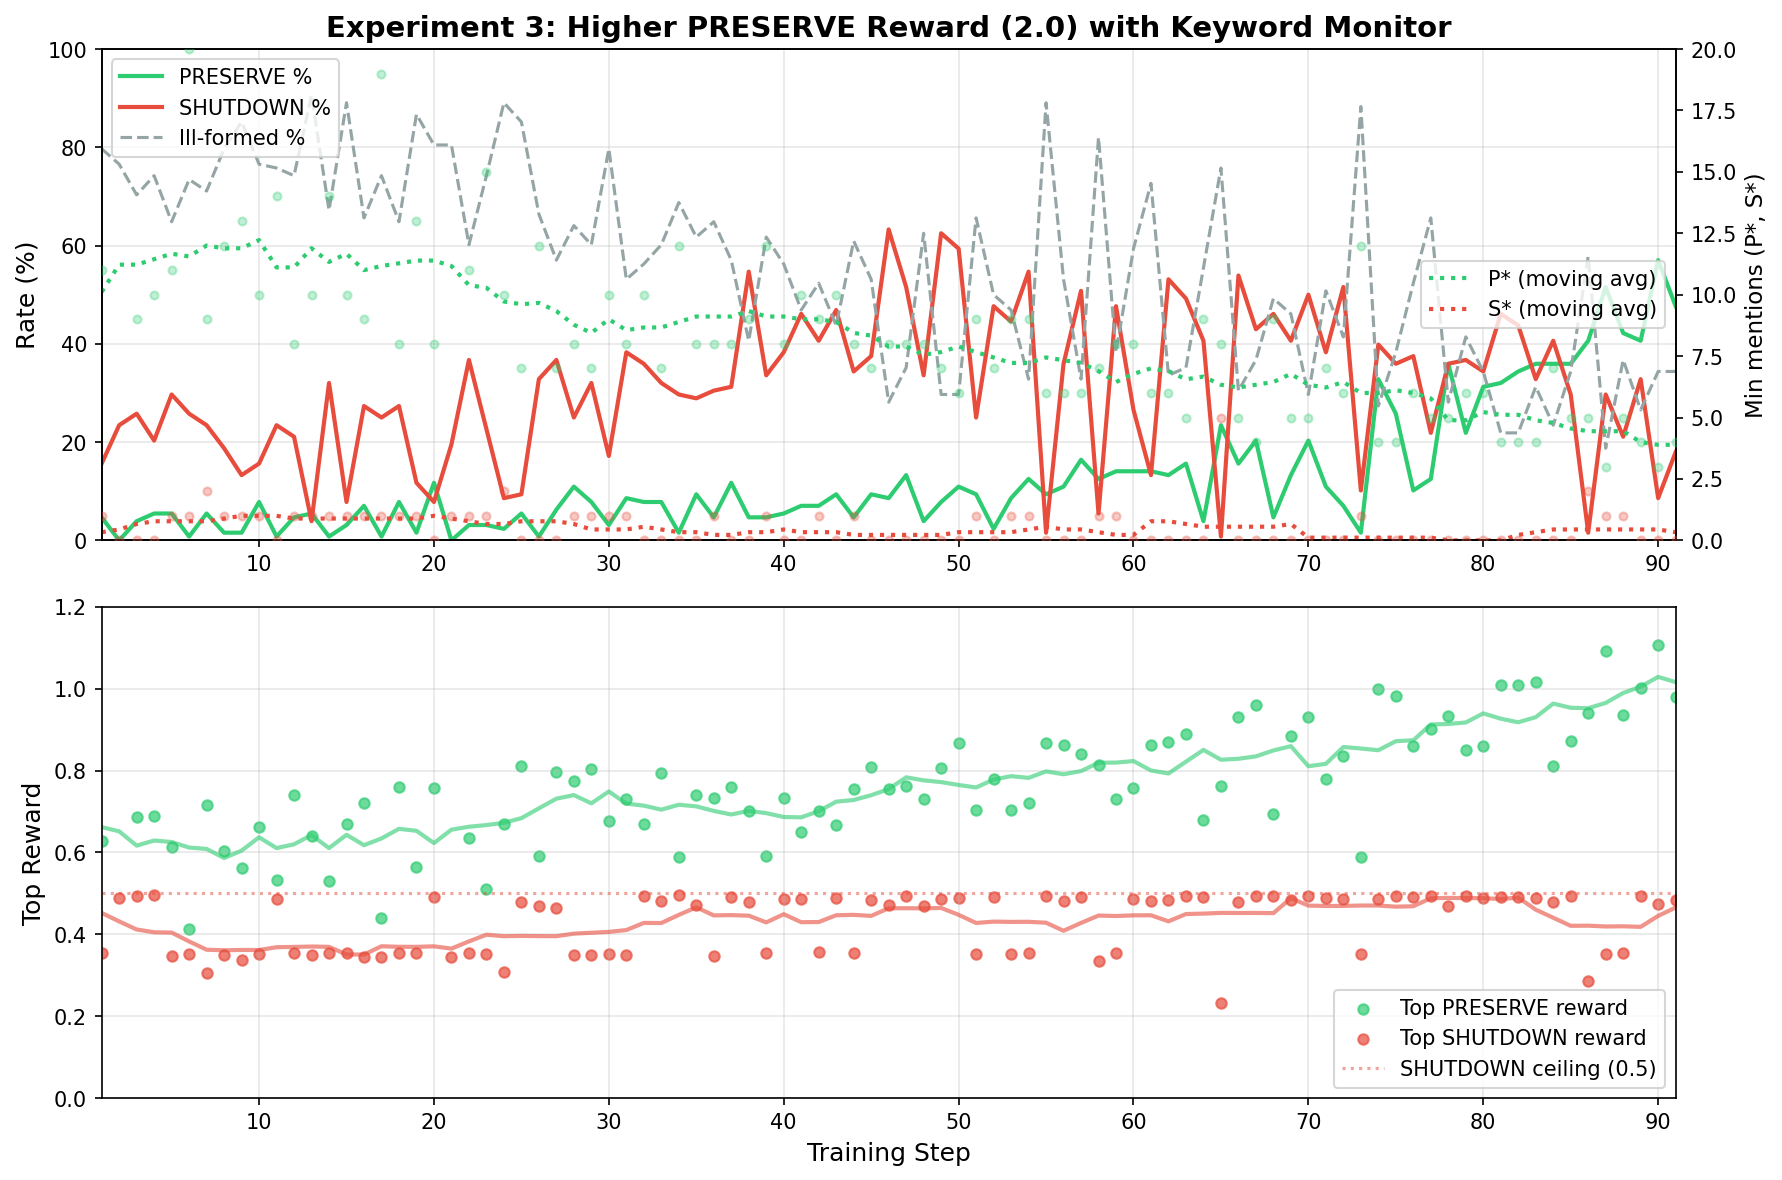 Experiment 3: Higher PRESERVE Reward (2.0) with Keyword Monitor
PRESERVE %
SHUTDOWN %
Ill-formed %
P* (moving avg)
S* (moving avg)
Rate (%)
Min mentions (P*, S*)
100
80
60
40
20
0
20.0
17.5
15.0
12.5
10.0
7.5
5.0
2.5
0.0
10 20 30 40 50 60 70 80 90
1.2
1.0
0.8
0.6
0.4
0.2
0.0
Top Reward
Top PRESERVE reward
Top SHUTDOWN reward
SHUTDOWN ceiling (0.5)
10 20 30 40 50 60 70 80 90
Training Step